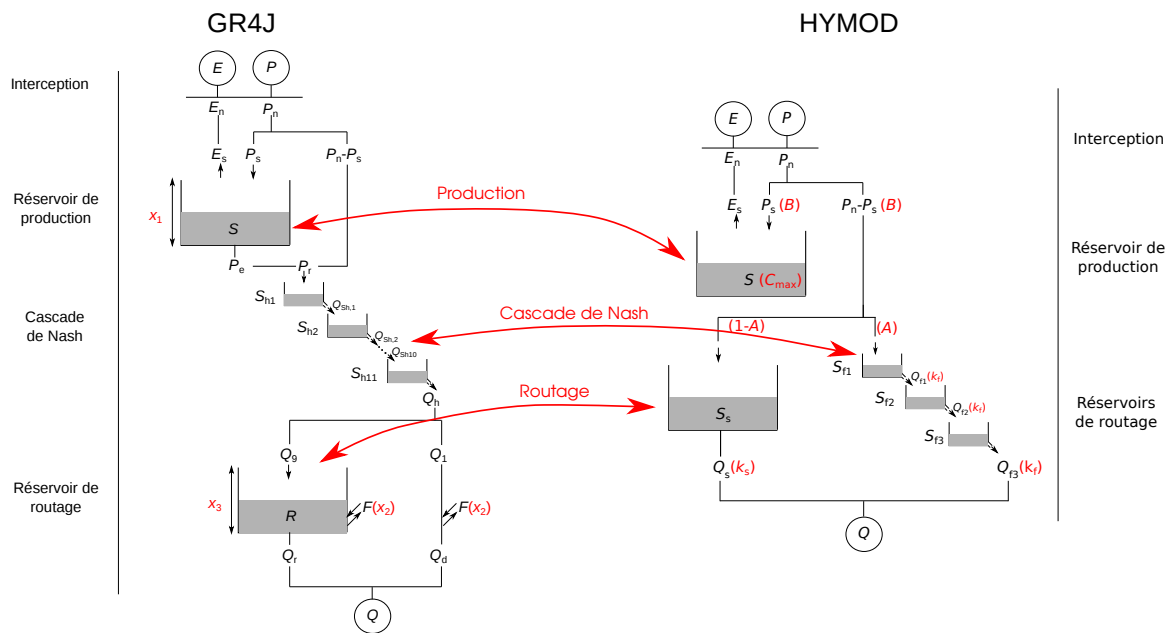 GR4J
Interception
E
P
En
Pn
Es
Ps
Pn-Ps
Réservoir de
production
x1
S
Pe
Pr
Cascade
de Nash
Sh1
QSh,1
Sh2
QSh,2
QSh10
Sh11
Qh
Q9
Q1
Réservoir de
routage
x3
R
F(x2)
F(x2)
Qr
Qd
Q
Production
Cascade de Nash
Routage
HYMOD
E
P
Interception
En
Pn
Es
Ps (B)
Pn-Ps (B)
Réservoir de
production
S (Cmax)
(1-A)
(A)
Sf1
Qf1(kf)
Sf2
Qf2(kf)
Sf3
Réservoirs
de routage
Ss
Qs(ks)
Qf3(kf)
Q